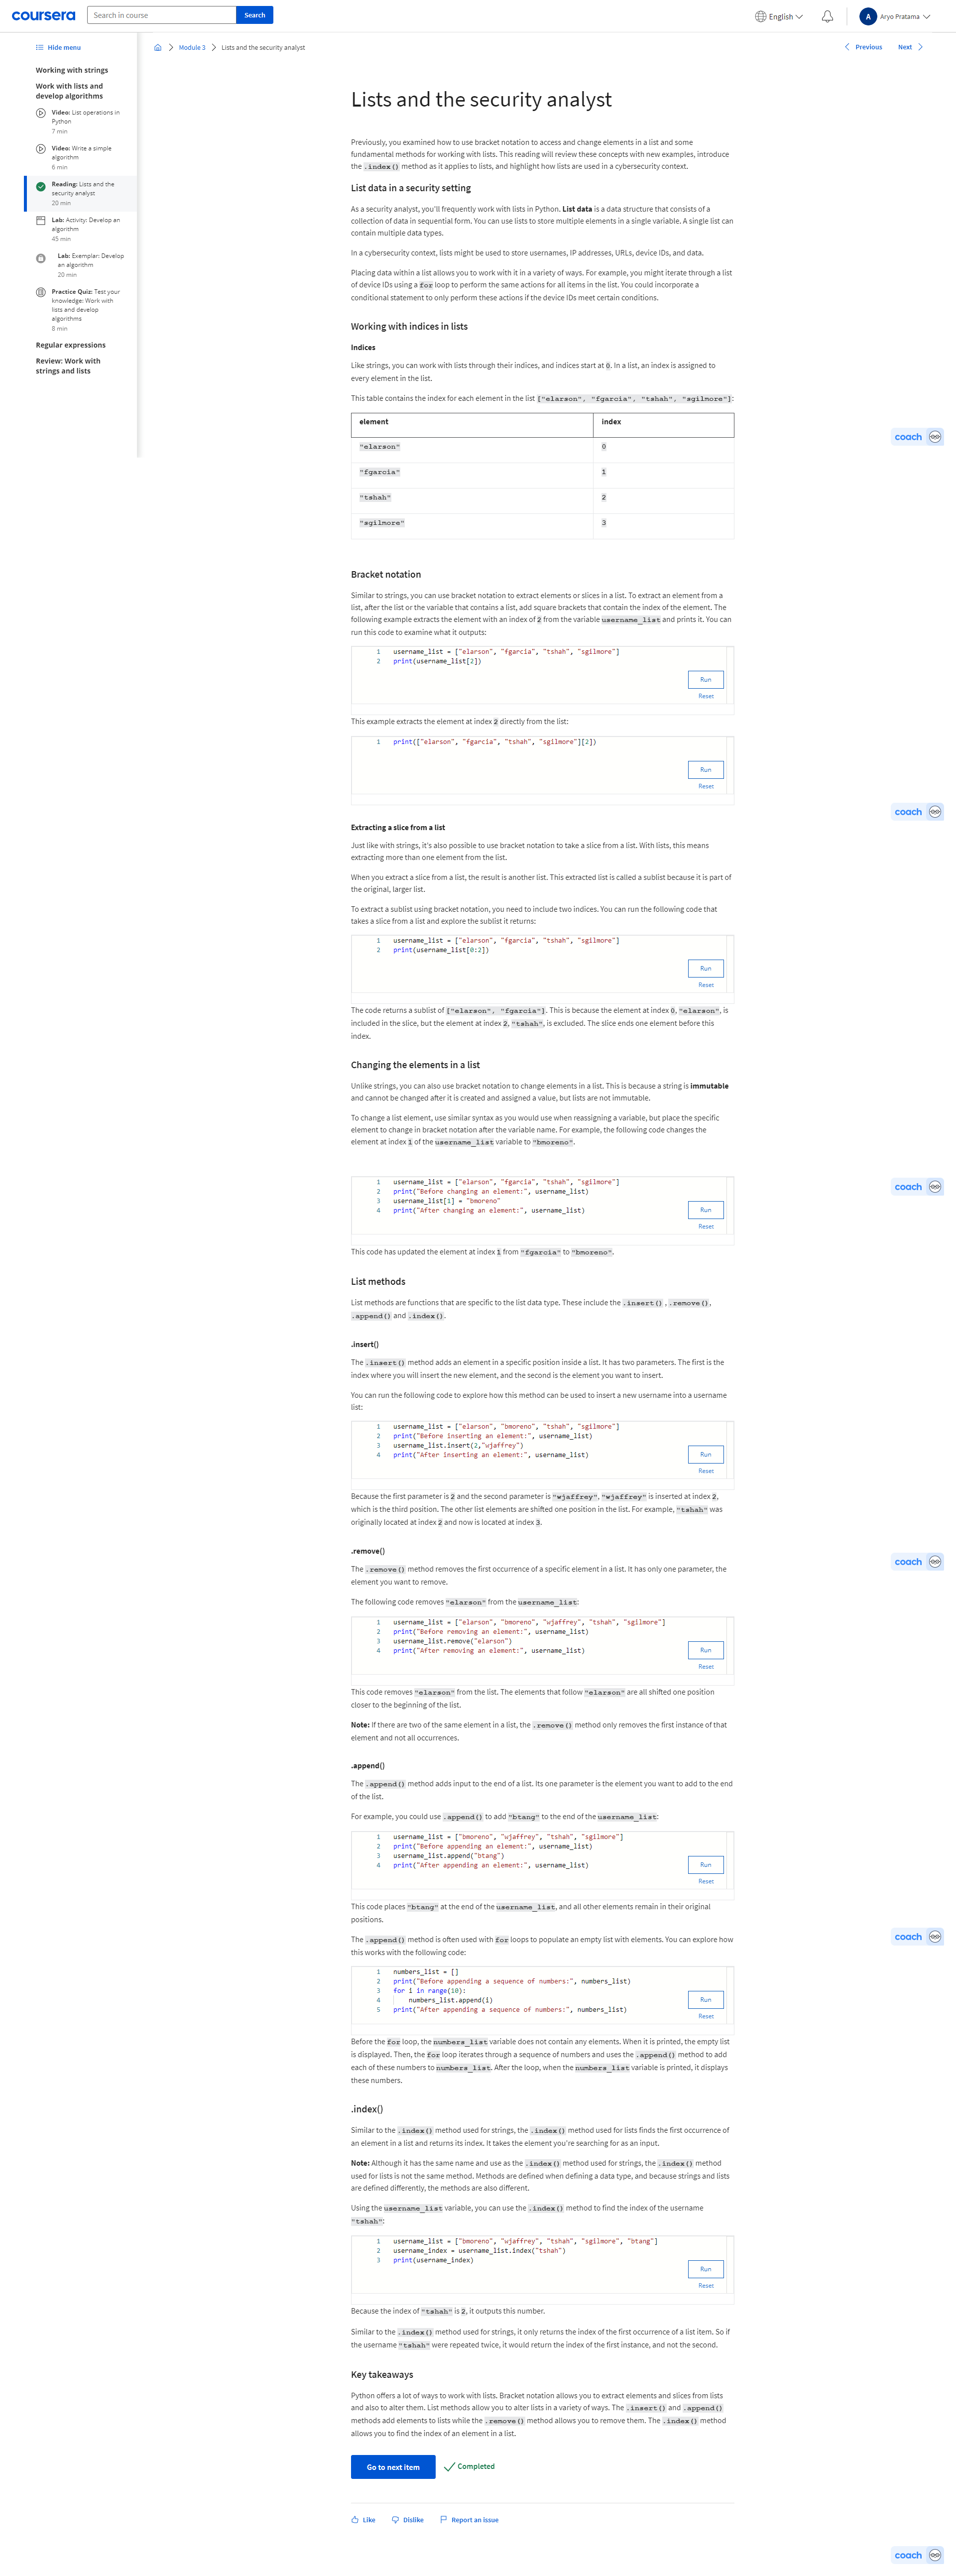 coursera
Search in course
Search
English
A
Aryo Pratama
Hide menu
Working with strings
Work with lists and
develop algorithms
Video: List operations in
Python
7 min
Video: Write a simple
algorithm
6 min
Reading: Lists and the
security analyst
20 min
Lab: Activity: Develop an
algorithm
45 min
Lab: Exemplar: Develop
an algorithm
20 min
Practice Quiz: Test your
knowledge: Work with
lists and develop
algorithms
8 min
Regular expressions
Review: Work with
strings and lists
Module 3
Lists and the security analyst
Previous
Next
Lists and the security analyst
Previously, you examined how to use bracket notation to access and change elements in a list and some
fundamental methods for working with lists. This reading will review these concepts with new examples, introduce
the .index() method as it applies to lists, and highlight how lists are used in a cybersecurity context.
List data in a security setting
As a security analyst, you'll frequently work with lists in Python. List data is a data structure that consists of a
collection of data in sequential form. You can use lists to store multiple elements in a single variable. A single list can
contain multiple data types.
In a cybersecurity context, lists might be used to store usernames, IP addresses, URLs, device IDs, and data.
Placing data within a list allows you to work with it in a variety of ways. For example, you might iterate through a list
of device IDs using a for loop to perform the same actions for all items in the list. You could incorporate a
conditional statement to only perform these actions if the device IDs meet certain conditions.
Working with indices in lists
Indices
Like strings, you can work with lists through their indices, and indices start at 0. In a list, an index is assigned to
every element in the list.
This table contains the index for each element in the list ["elarson", "fgarcia", "tshah", "sgilmore"]:
element index
"elarson" 0
"fgarcia" 1
"tshah" 2
"sgilmore" 3
coach
Bracket notation
Similar to strings, you can use bracket notation to extract elements or slices in a list. To extract an element from a
list, after the list or the variable that contains a list, add square brackets that contain the index of the element. The
following example extracts the element with an index of 2 from the variable username_list and prints it. You can
run this code to examine what it outputs:
1 username_list = ["elarson", "fgarcia", "tshah", "sgilmore"]
2 print(username_list[2])
Run
Reset
This example extracts the element at index 2 directly from the list:
1 print(["elarson", "fgarcia", "tshah", "sgilmore"][2])
Run
Reset
coach
Extracting a slice from a list
Just like with strings, it's also possible to use bracket notation to take a slice from a list. With lists, this means
extracting more than one element from the list.
When you extract a slice from a list, the result is another list. This extracted list is called a sublist because it is part of
the original, larger list.
To extract a sublist using bracket notation, you need to include two indices. You can run the following code that
takes a slice from a list and explore the sublist it returns:
1 username_list = ["elarson", "fgarcia", "tshah", "sgilmore"]
2 print(username_list[0:2])
Run
Reset
The code returns a sublist of ["elarson", "fgarcia"]. This is because the element at index 0, "elarson", is
included in the slice, but the element at index 2, "tshah", is excluded. The slice ends one element before this
index.
Changing the elements in a list
Unlike strings, you can also use bracket notation to change elements in a list. This is because a string is immutable
and cannot be changed after it is created and assigned a value, but lists are not immutable.
To change a list element, use similar syntax as you would use when reassigning a variable, but place the specific
element to change in bracket notation after the variable name. For example, the following code changes the
element at index 1 of the username_list variable to "bmoreno".
coach
1 username_list = ["elarson", "fgarcia", "tshah", "sgilmore"]
2 print("Before changing an element:", username_list)
3 username_list[1] = "bmoreno"
4 print("After changing an element:", username_list)
Run
Reset
This code has updated the element at index 1 from "fgarcia" to "bmoreno".
List methods
List methods are functions that are specific to the list data type. These include the .insert() , .remove(),
.append() and .index().
.insert()
The .insert() method adds an element in a specific position inside a list. It has two parameters. The first is the
index where you will insert the new element, and the second is the element you want to insert.
You can run the following code to explore how this method can be used to insert a new username into a username
list:
1 username_list = ["elarson", "bmoreno", "tshah", "sgilmore"]
2 print("Before inserting an element:", username_list)
3 username_list.insert(2,"wjaffrey")
4 print("After inserting an element:", username_list)
Run
Reset
Because the first parameter is 2 and the second parameter is "wjaffrey", "wjaffrey" is inserted at index 2,
which is the third position. The other list elements are shifted one position in the list. For example, "tshah" was
originally located at index 2 and now is located at index 3.
.remove()
coach
The .remove() method removes the first occurrence of a specific element in a list. It has only one parameter, the
element you want to remove.
The following code removes "elarson" from the username_list:
1 username_list = ["elarson", "bmoreno", "wjaffrey", "tshah", "sgilmore"]
2 print("Before removing an element:", username_list)
3 username_list.remove("elarson")
4 print("After removing an element:", username_list)
Run
Reset
This code removes "elarson" from the list. The elements that follow "elarson" are all shifted one position
closer to the beginning of the list.
Note: If there are two of the same element in a list, the .remove() method only removes the first instance of that
element and not all occurrences.
.append()
The .append() method adds input to the end of a list. Its one parameter is the element you want to add to the end
of the list.
For example, you could use .append() to add "btang" to the end of the username_list:
1 username_list = ["bmoreno", "wjaffrey", "tshah", "sgilmore"]
2 print("Before appending an element:", username_list)
3 username_list.append("btang")
4 print("After appending an element:", username_list)
Run
Reset
This code places "btang" at the end of the username_list, and all other elements remain in their original
positions.
coach
The .append() method is often used with for loops to populate an empty list with elements. You can explore how
this works with the following code:
1 numbers_list = []
2 print("Before appending a sequence of numbers:", numbers_list)
3 for i in range(10):
4 numbers_list.append(i)
5 print("After appending a sequence of numbers:", numbers_list)
Run
Reset
Before the for loop, the numbers_list variable does not contain any elements. When it is printed, the empty list
is displayed. Then, the for loop iterates through a sequence of numbers and uses the .append() method to add
each of these numbers to numbers_list. After the loop, when the numbers_list variable is printed, it displays
these numbers.
.index()
Similar to the .index() method used for strings, the .index() method used for lists finds the first occurrence of
an element in a list and returns its index. It takes the element you're searching for as an input.
Note: Although it has the same name and use as the .index() method used for strings, the .index() method
used for lists is not the same method. Methods are defined when defining a data type, and because strings and lists
are defined differently, the methods are also different.
Using the username_list variable, you can use the .index() method to find the index of the username
"tshah":
1 username_list = ["bmoreno", "wjaffrey", "tshah", "sgilmore", "btang"]
2 username_index = username_list.index("tshah")
3 print(username_index)
Run
Reset
Because the index of "tshah" is 2, it outputs this number.
Similar to the .index() method used for strings, it only returns the index of the first occurrence of a list item. So if
the username "tshah" were repeated twice, it would return the index of the first instance, and not the second.
Key takeaways
Python offers a lot of ways to work with lists. Bracket notation allows you to extract elements and slices from lists
and also to alter them. List methods allow you to alter lists in a variety of ways. The .insert() and .append()
methods add elements to lists while the .remove() method allows you to remove them. The .index() method
allows you to find the index of an element in a list.
Go to next item
Completed
Like
Dislike
Report an issue
coach